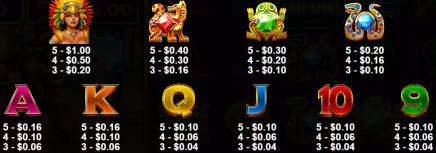 5 - $1.00
4 - $0.50
3 - $0.20
5 - $0.40
4 - $0.30
3 - $0.16
5 - $0.30
4 - $0.20
3 - $0.10
5 - $0.20
4 - $0.16
3 - $0.10
A
5 - $0.16
4 - $0.10
3 - $0.06
K
5 - $0.16
4 - $0.10
3 - $0.06
Q
5 - $0.10
4 - $0.06
3 - $0.04
J
5 - $0.10
4 - $0.06
3 - $0.04
10
5 - $0.10
4 - $0.06
3 - $0.04
9
5 - $0.10
4 - $0.06
3 - $0.04